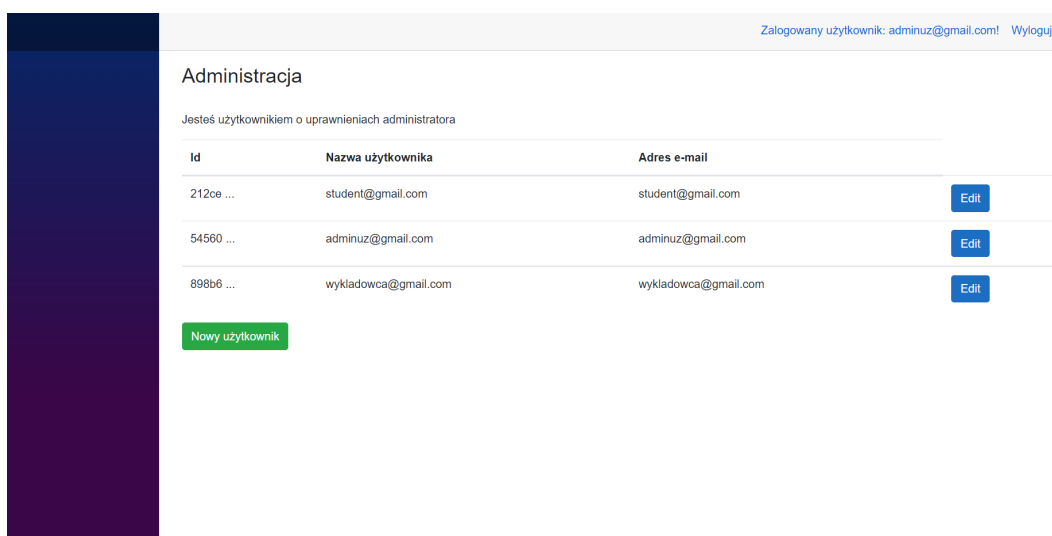 Zalogowany użytkownik: adminuz@gmail.com! Wyloguj
Administracja
Jesteś użytkownikiem o uprawnieniach administratora
Id Nazwa użytkownika Adres e-mail
212ce ... student@gmail.com student@gmail.com Edit
54560 ... adminuz@gmail.com adminuz@gmail.com Edit
898b6 ... wykladowca@gmail.com wykladowca@gmail.com Edit
Nowy użytkownik